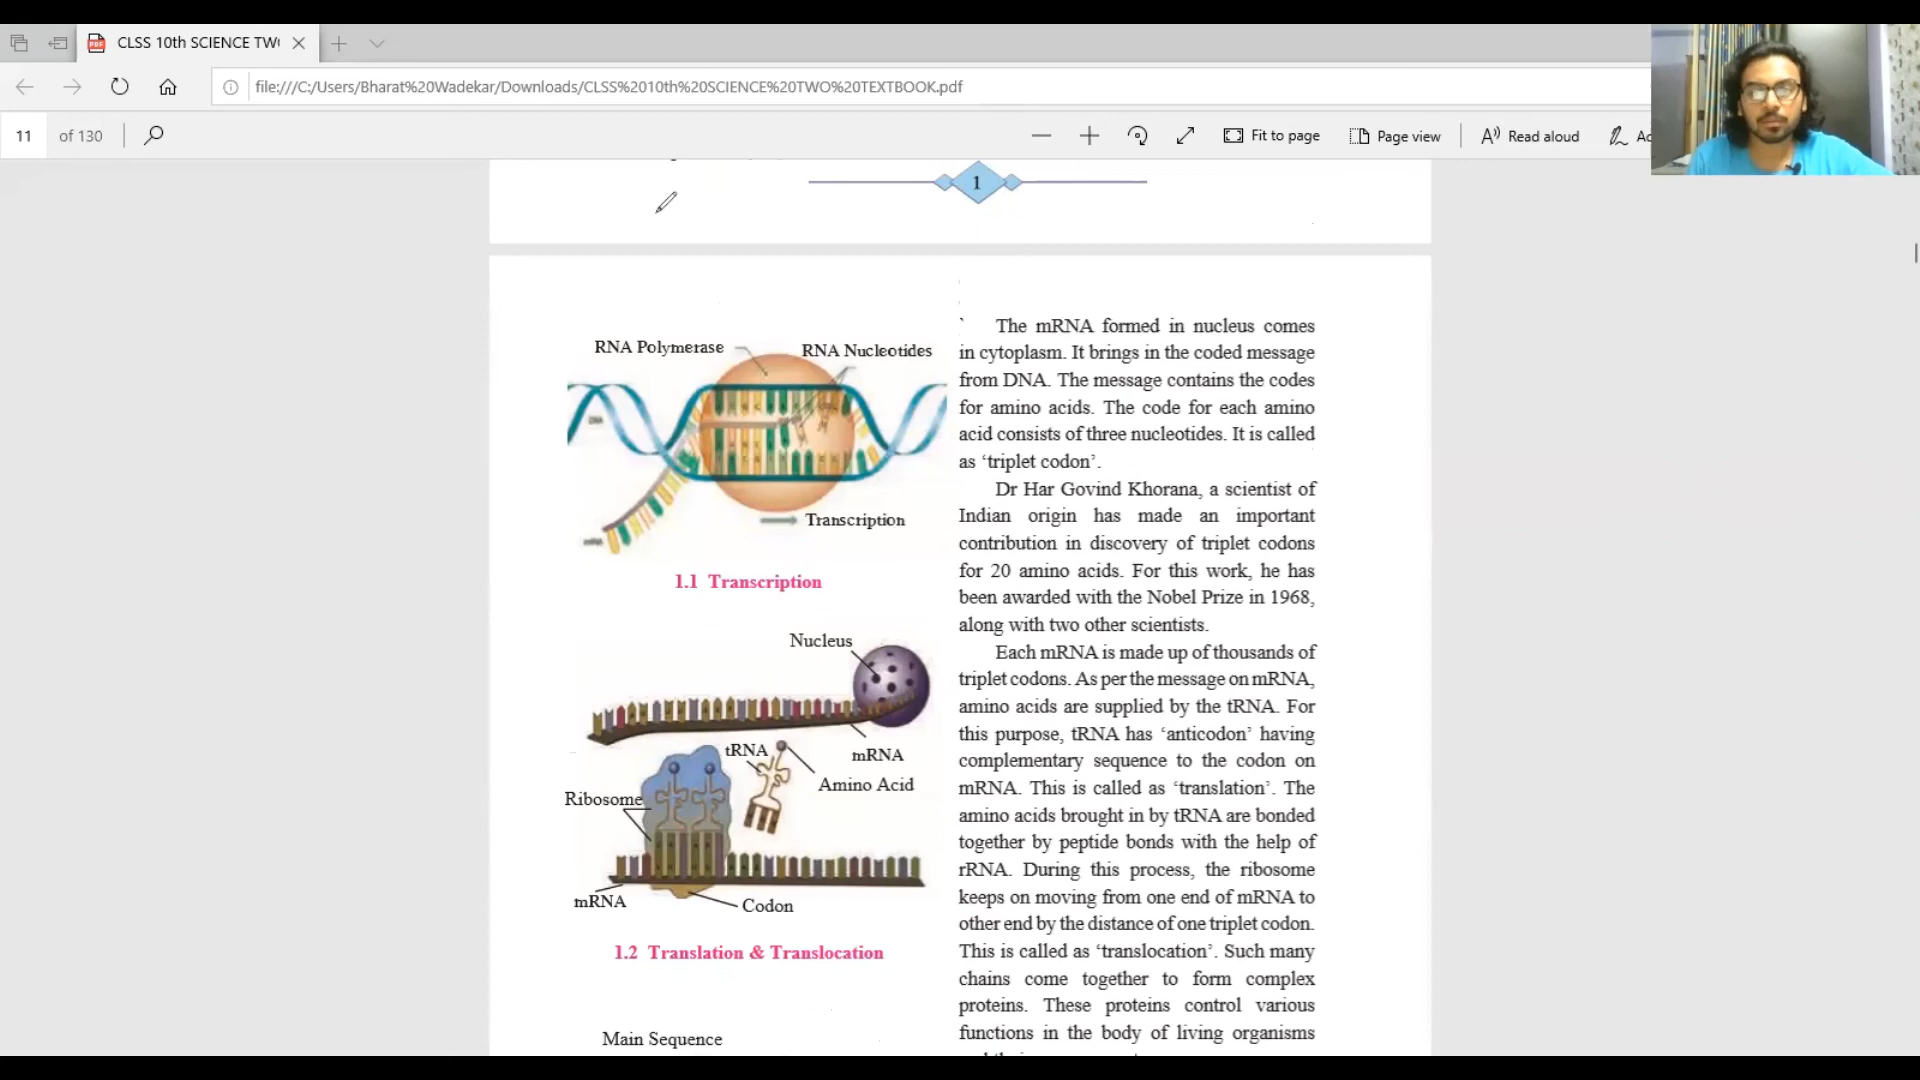 CLSS 10th SCIENCE TW
file:///C:/Users/Bharat%20Wadekar/Downloads/CLSS%2010th%20SCIENCE%20TWO%20TEXTBOOK.pdf
11 of 130
Fit to page
Page view
Read aloud
1
RNA Polymerase
RNA Nucleotides
DNA
mRNA
Transcription
1.1 Transcription
Nucleus
mRNA
tRNA
Amino Acid
Ribosome
mRNA
Codon
1.2 Translation & Translocation
Main Sequence
The mRNA formed in nucleus comes
in cytoplasm. It brings in the coded message
from DNA. The message contains the codes
for amino acids. The code for each amino
acid consists of three nucleotides. It is called
as ‘triplet codon’.
Dr Har Govind Khorana, a scientist of
Indian origin has made an important
contribution in discovery of triplet codons
for 20 amino acids. For this work, he has
been awarded with the Nobel Prize in 1968,
along with two other scientists.
Each mRNA is made up of thousands of
triplet codons. As per the message on mRNA,
amino acids are supplied by the tRNA. For
this purpose, tRNA has ‘anticodon’ having
complementary sequence to the codon on
mRNA. This is called as ‘translation’. The
amino acids brought in by tRNA are bonded
together by peptide bonds with the help of
rRNA. During this process, the ribosome
keeps on moving from one end of mRNA to
other end by the distance of one triplet codon.
This is called as ‘translocation’. Such many
chains come together to form complex
proteins. These proteins control various
functions in the body of living organisms